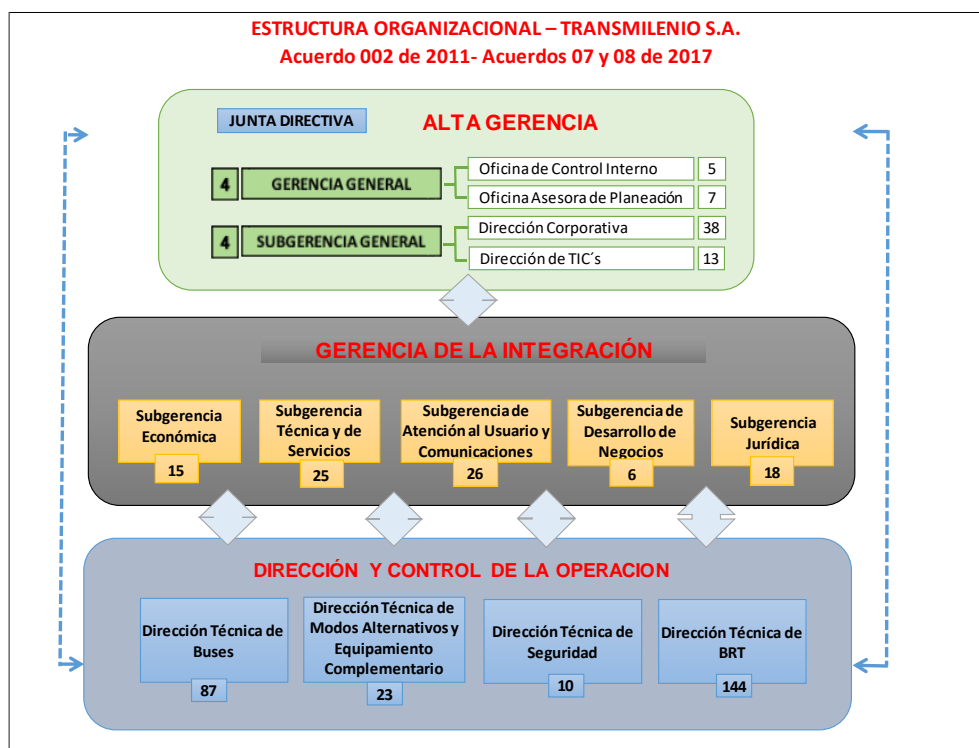 ESTRUCTURA ORGANIZACIONAL – TRANSMILENIO S.A.
Acuerdo 002 de 2011- Acuerdos 07 y 08 de 2017
JUNTA DIRECTIVA
ALTA GERENCIA
4
GERENCIA GENERAL
Oficina de Control Interno
5
Oficina Asesora de Planeación
7
4
SUBGERENCIA GENERAL
Dirección Corporativa
38
Dirección de TIC´s
13
GERENCIA DE LA INTEGRACIÓN
Subgerencia
Económica
15
Subgerencia
Técnica y de
Servicios
25
Subgerencia de
Atención al Usuario y
Comunicaciones
26
Subgerencia de
Desarrollo de
Negocios
6
Subgerencia
Jurídica
18
DIRECCIÓN Y CONTROL DE LA OPERACION
Dirección Técnica de
Buses
87
Dirección Técnica de
Modos Alternativos y
Equipamiento
Complementario
23
Dirección Técnica de
Seguridad
10
Dirección Técnica de
BRT
144